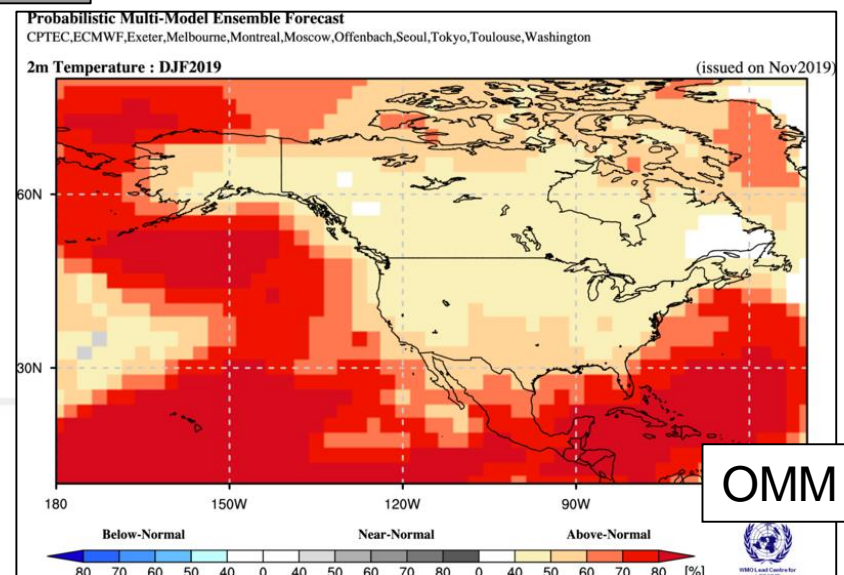 Probabilistic Multi-Model Ensemble Forecast
CPTEC,ECMWF,Exeter,Melbourne,Montreal,Moscow,Offenbach,Seoul,Tokyo,Toulouse,Washington
2m Temperature : DJF2019 (issued on Nov2019)
60N
30N
180 150W 120W 90W
OMM
Below-Normal Near-Normal Above-Normal
80 70 60 50 40 0 40 50 60 70 80 0 40 50 60 70 80 [%]
WMO Lead Centre for